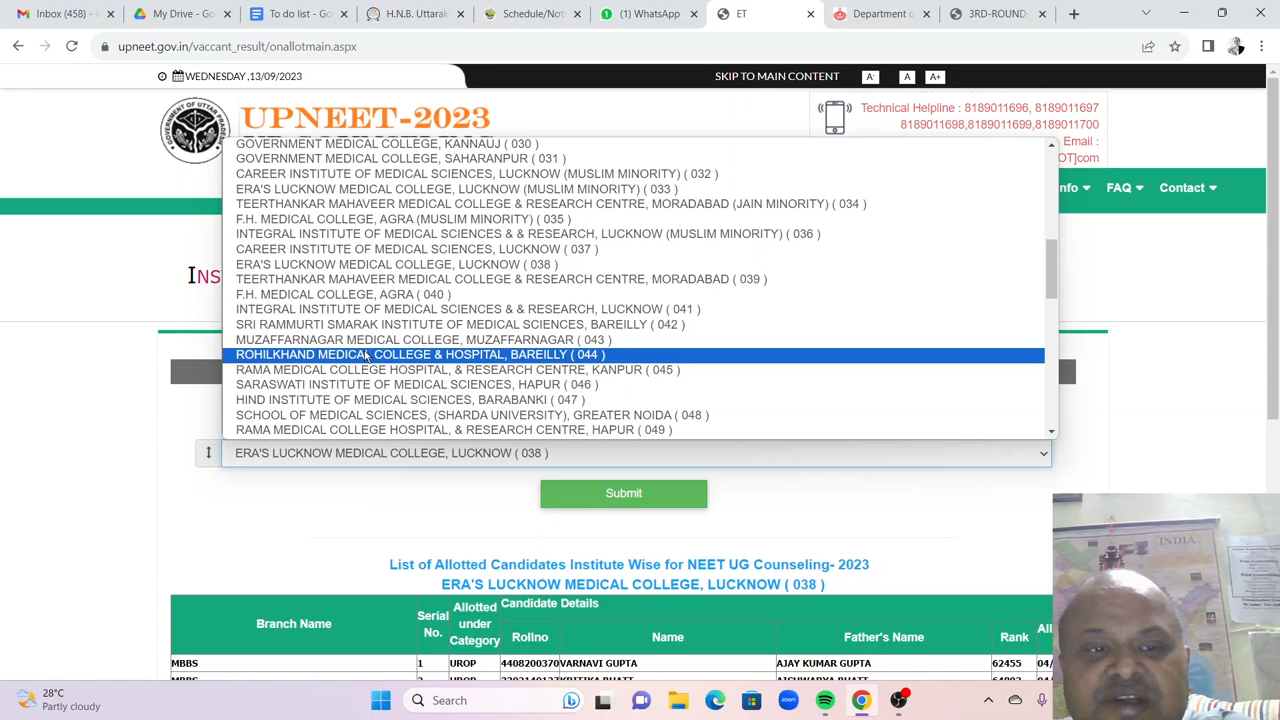 Inbox (458) - v
My Drive - Go
To do list - Go
H.N.B. Uttarak
Schedule/Noti
(1) WhatsApp
ET
Department o
3RD-ROUND-
upneet.gov.in/vaccant_result/onallotmain.aspx
WEDNESDAY ,13/09/2023
SKIP TO MAIN CONTENT
A-
A
A+
UPNEET-2023
Technical Helpline : 8189011696, 8189011697
8189011698,8189011699,8189011700
Email :
OT]com
nfo
FAQ
Contact
INS
GOVERNMENT MEDICAL COLLEGE, KANNAUJ ( 030 )
GOVERNMENT MEDICAL COLLEGE, SAHARANPUR ( 031 )
CAREER INSTITUTE OF MEDICAL SCIENCES, LUCKNOW (MUSLIM MINORITY) ( 032 )
ERA'S LUCKNOW MEDICAL COLLEGE, LUCKNOW (MUSLIM MINORITY) ( 033 )
TEERTHANKAR MAHAVEER MEDICAL COLLEGE & RESEARCH CENTRE, MORADABAD (JAIN MINORITY) ( 034 )
F.H. MEDICAL COLLEGE, AGRA (MUSLIM MINORITY) ( 035 )
INTEGRAL INSTITUTE OF MEDICAL SCIENCES & & RESEARCH, LUCKNOW (MUSLIM MINORITY) ( 036 )
CAREER INSTITUTE OF MEDICAL SCIENCES, LUCKNOW ( 037 )
ERA'S LUCKNOW MEDICAL COLLEGE, LUCKNOW ( 038 )
TEERTHANKAR MAHAVEER MEDICAL COLLEGE & RESEARCH CENTRE, MORADABAD ( 039 )
F.H. MEDICAL COLLEGE, AGRA ( 040 )
INTEGRAL INSTITUTE OF MEDICAL SCIENCES & & RESEARCH, LUCKNOW ( 041 )
SRI RAMMURTI SMARAK INSTITUTE OF MEDICAL SCIENCES, BAREILLY ( 042 )
MUZAFFARNAGAR MEDICAL COLLEGE, MUZAFFARNAGAR ( 043 )
ROHILKHAND MEDICAL COLLEGE & HOSPITAL, BAREILLY ( 044 )
RAMA MEDICAL COLLEGE HOSPITAL, & RESEARCH CENTRE, KANPUR ( 045 )
SARASWATI INSTITUTE OF MEDICAL SCIENCES, HAPUR ( 046 )
HIND INSTITUTE OF MEDICAL SCIENCES, BARABANKI ( 047 )
SCHOOL OF MEDICAL SCIENCES, (SHARDA UNIVERSITY), GREATER NOIDA ( 048 )
RAMA MEDICAL COLLEGE HOSPITAL, & RESEARCH CENTRE, HAPUR ( 049 )
ERA'S LUCKNOW MEDICAL COLLEGE, LUCKNOW ( 038 )
Submit
List of Allotted Candidates Institute Wise for NEET UG Counseling- 2023
ERA'S LUCKNOW MEDICAL COLLEGE, LUCKNOW ( 038 )
Branch Name
Serial No.
Allotted under Category
Candidate Details
Rollno
Name
Father's Name
Rank
Al
MBBS 1 UROP 4408200370 VARNAVI GUPTA AJAY KUMAR GUPTA 62455 04/
INDIA
28°C
Partly cloudy
Search